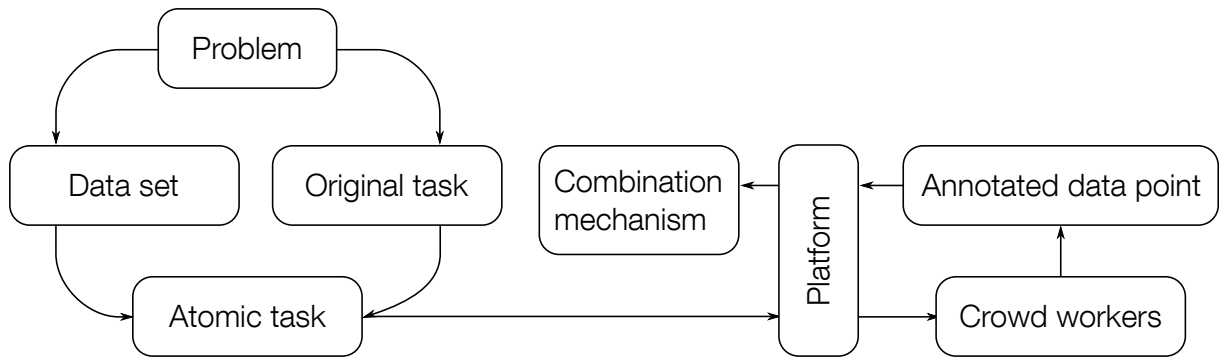 Problem
Data set
Original task
Combination
mechanism
Platform
Annotated data point
Atomic task
Crowd workers